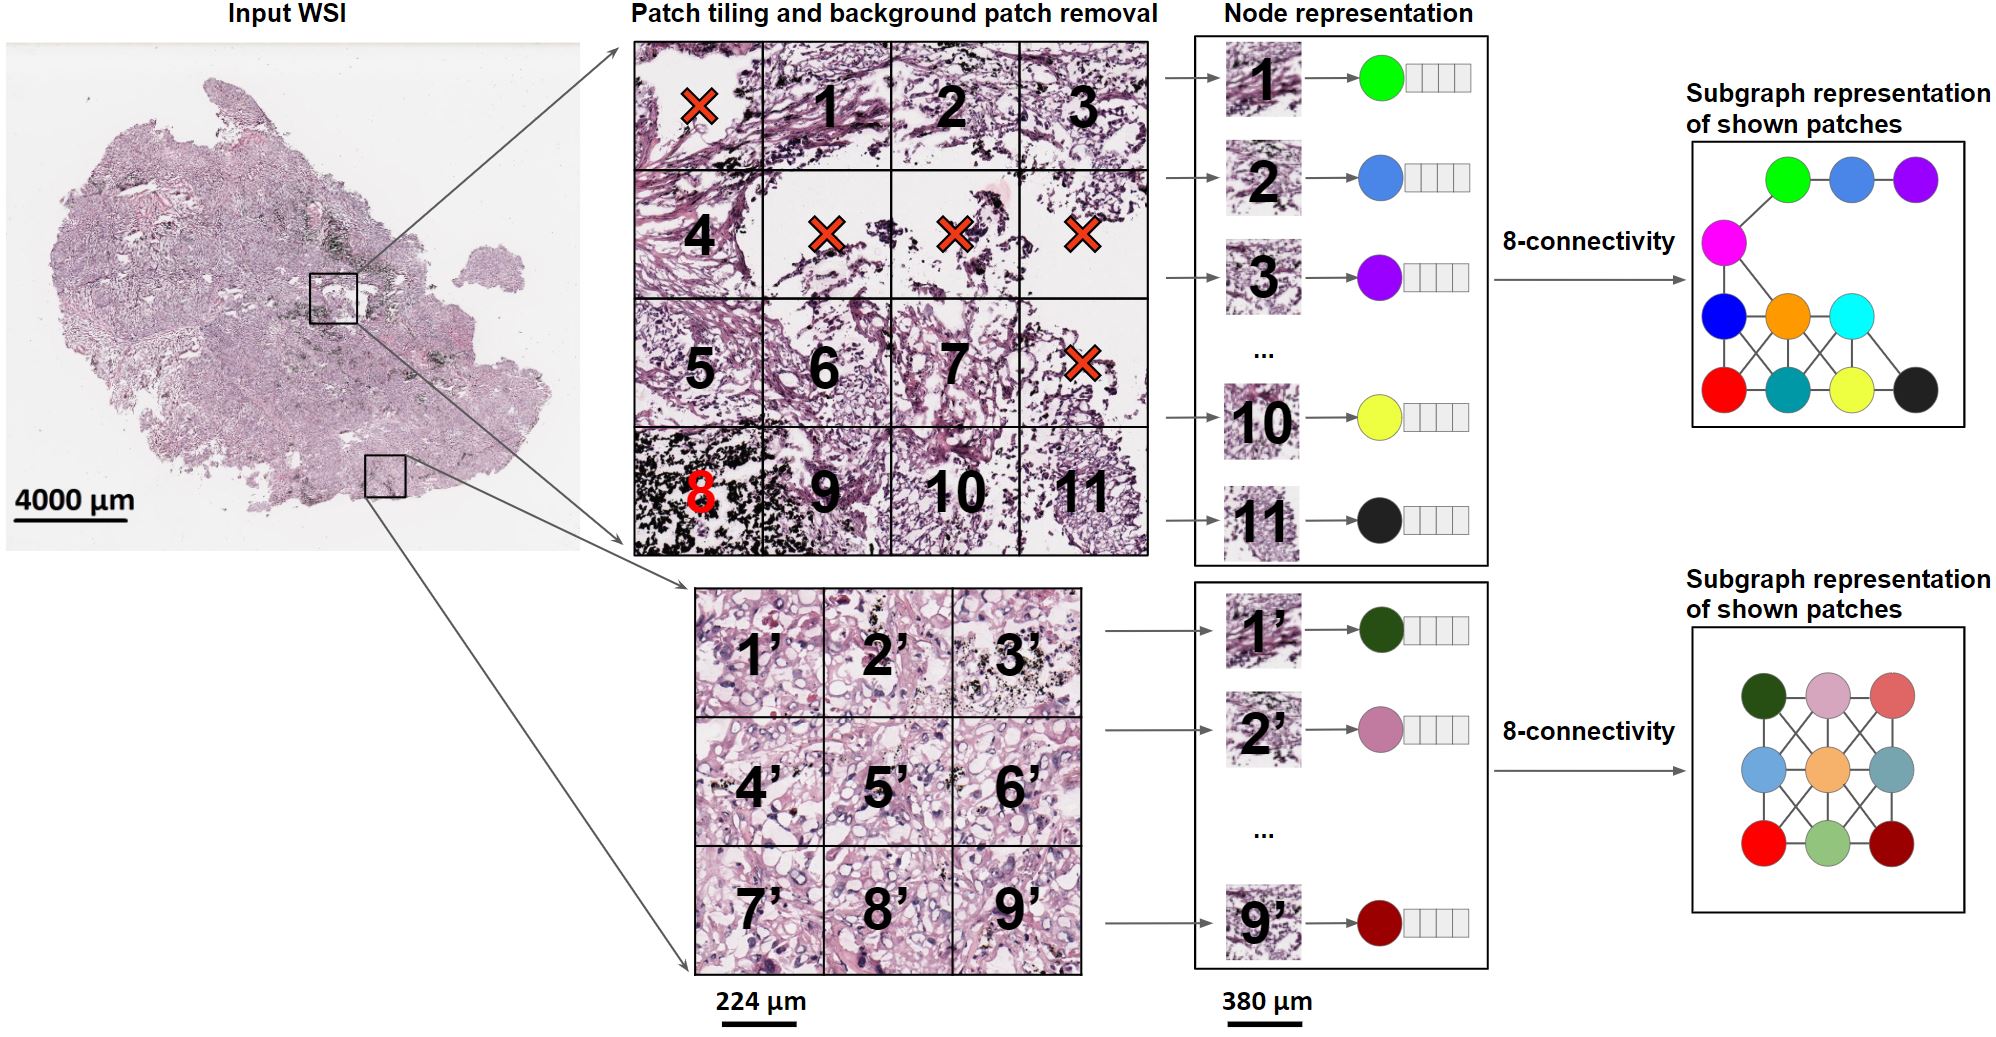 Input WSI
Patch tiling and background patch removal
Node representation
4000 µm
1
2
3
4
5
6
7
8
9
10
11
1
2
3
...
10
11
8-connectivity
Subgraph representation
of shown patches
1’
2’
3’
4’
5’
6’
7’
8’
9’
224 µm
1’
2’
...
9’
380 µm
8-connectivity
Subgraph representation
of shown patches